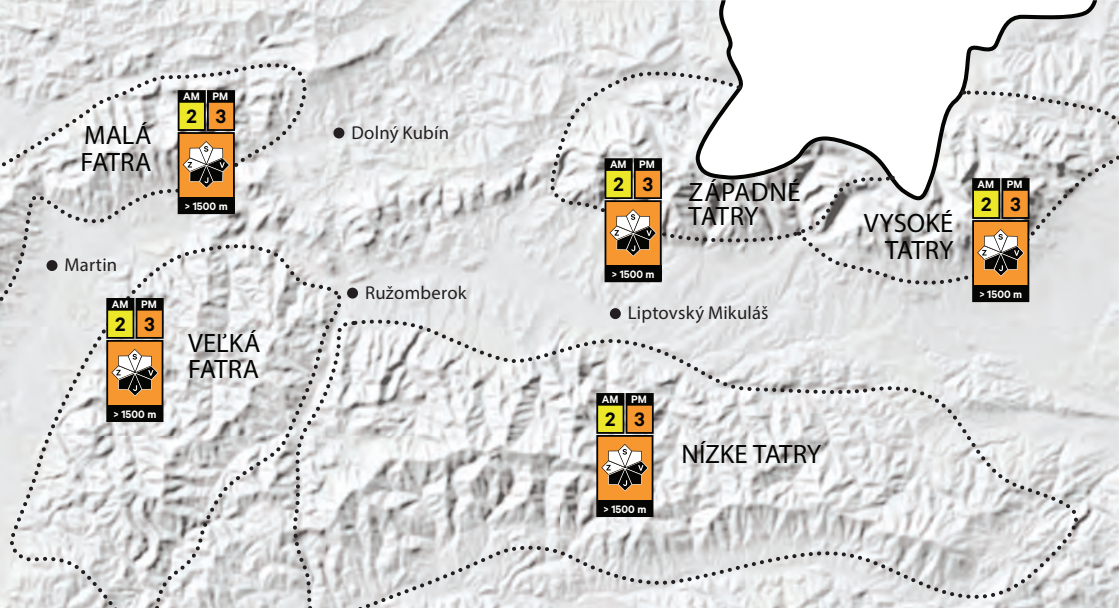 AM PM
2 3
S
Z V
J
> 1500 m
MALÁ
FATRA
Dolný Kubín
AM PM
2 3
S
Z V
J
> 1500 m
ZÁPADNÉ
TATRY
AM PM
2 3
S
Z V
J
> 1500 m
VYSOKÉ
TATRY
Martin
Ružomberok
Liptovský Mikuláš
AM PM
2 3
S
Z V
J
> 1500 m
VEĽKÁ
FATRA
AM PM
2 3
S
Z V
J
> 1500 m
NÍZKE TATRY